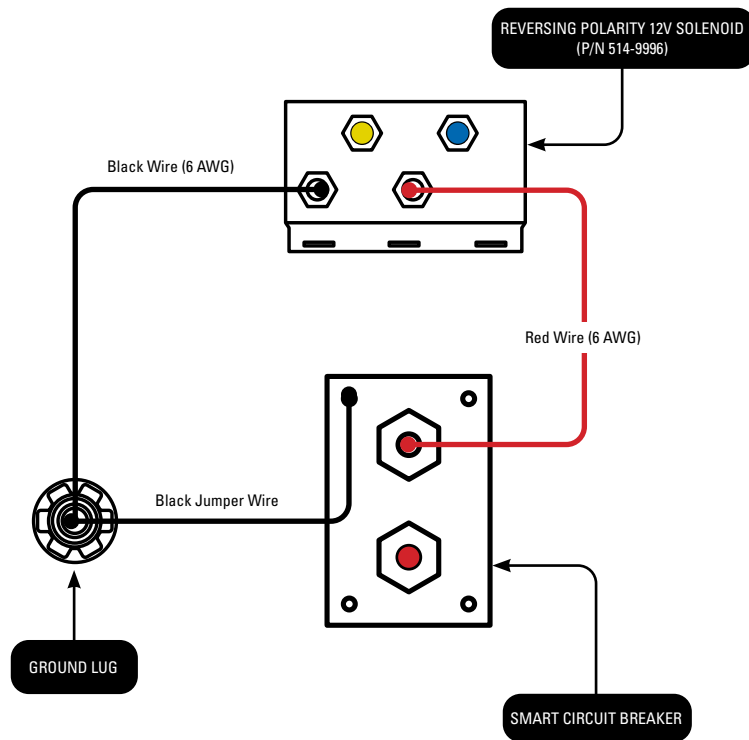 REVERSING POLARITY 12V SOLENOID
(P/N 514-9996)
Black Wire (6 AWG)
Red Wire (6 AWG)
Black Jumper Wire
GROUND LUG
SMART CIRCUIT BREAKER